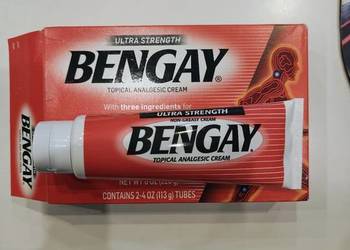 ULTRA STRENGTH
BENGAY®
TOPICAL ANALGESIC CREAM
With three ingredients for
ULTRA STRENGTH
NON-GREASY CREAM
BENGAY
TOPICAL ANALGESIC CREAM
CONTAINS 2-4 OZ (113 g) TUBES